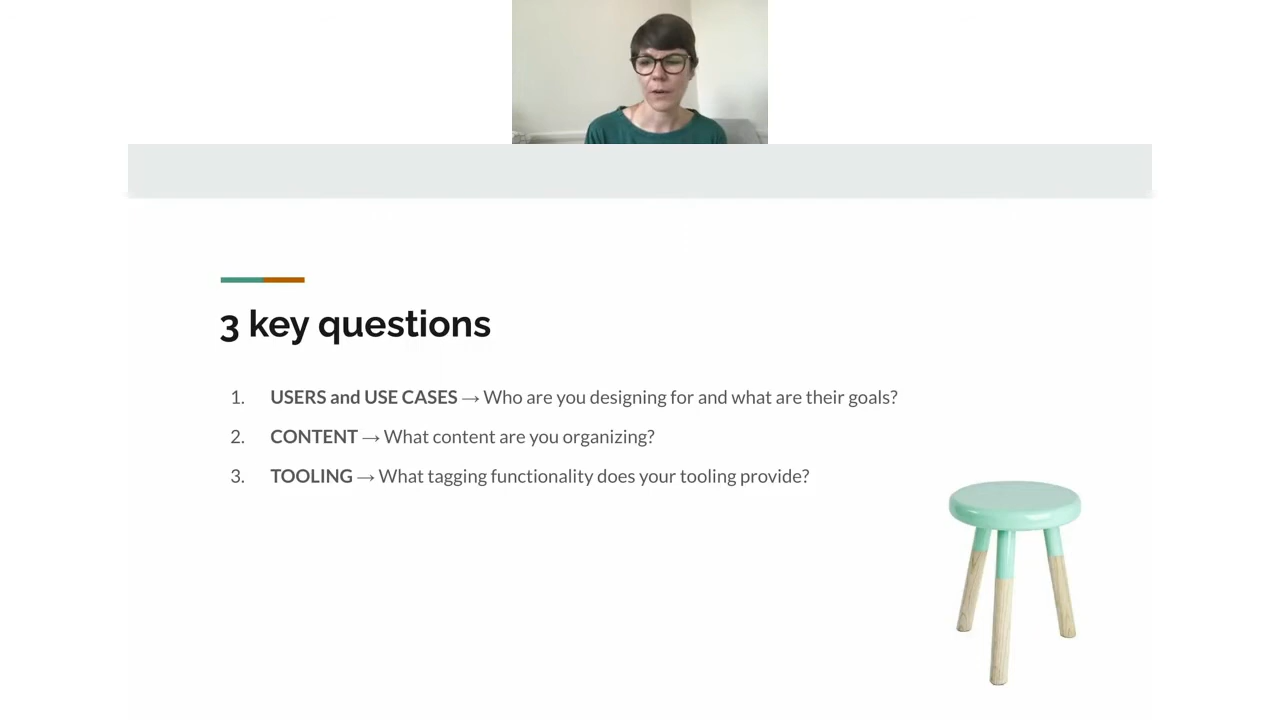 3 key questions
1. USERS and USE CASES → Who are you designing for and what are their goals?
2. CONTENT → What content are you organizing?
3. TOOLING → What tagging functionality does your tooling provide?